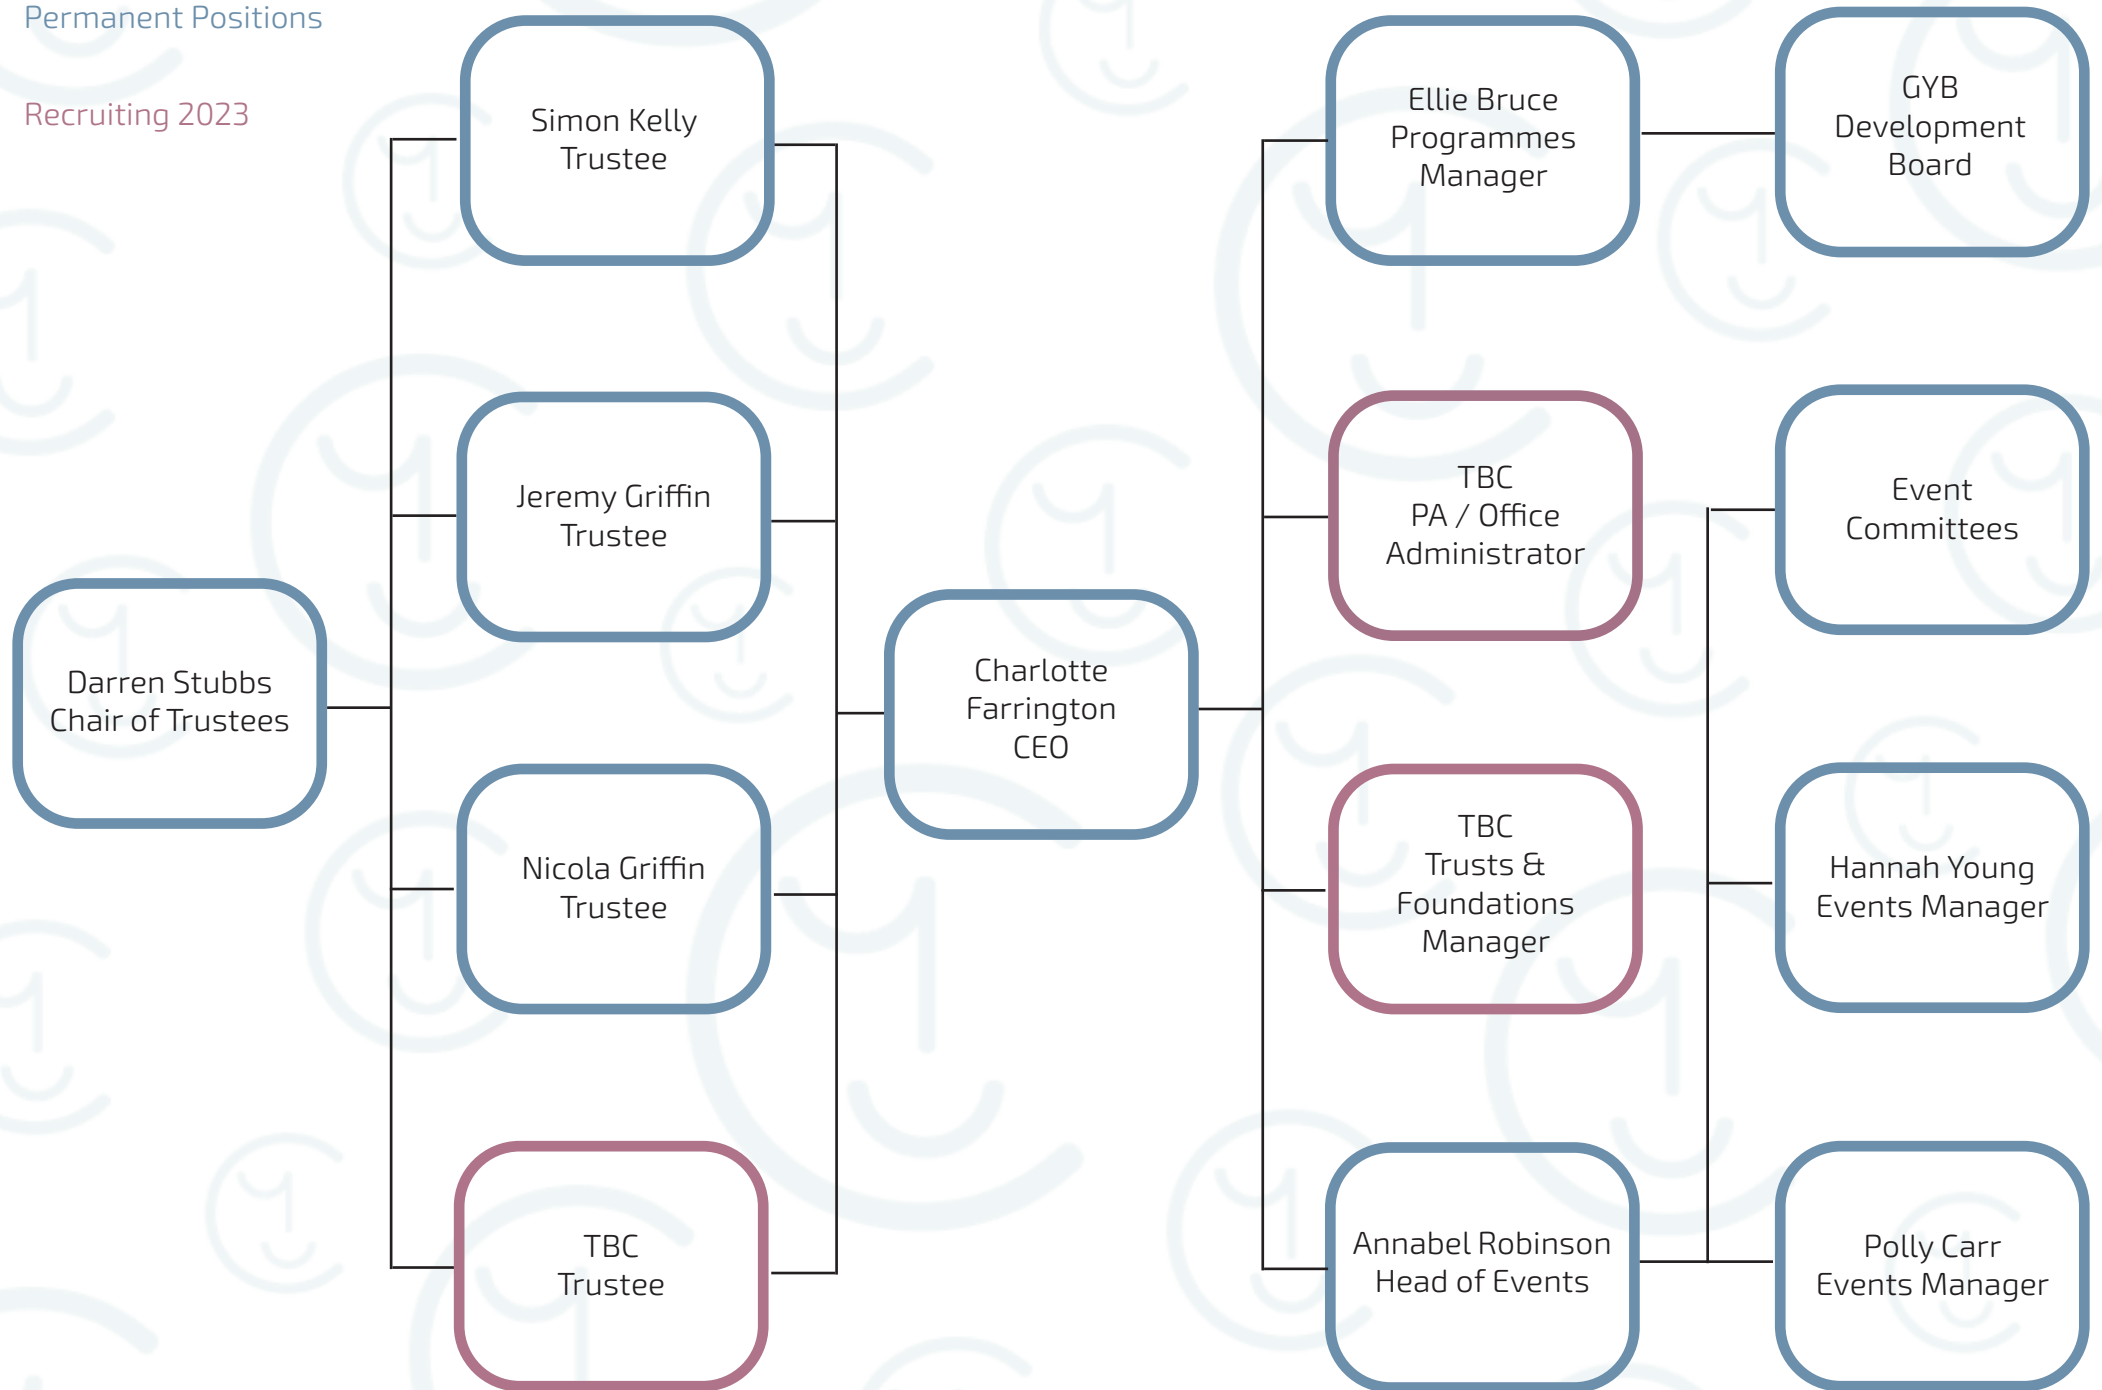 Permanent Positions
Recruiting 2023
Darren Stubbs
Chair of Trustees
Simon Kelly
Trustee
Jeremy Griffin
Trustee
Nicola Griffin
Trustee
TBC
Trustee
Charlotte
Farrington
CEO
Ellie Bruce
Programmes
Manager
TBC
PA / Office
Administrator
TBC
Trusts &
Foundations
Manager
Annabel Robinson
Head of Events
GYB
Development
Board
Event
Committees
Hannah Young
Events Manager
Polly Carr
Events Manager